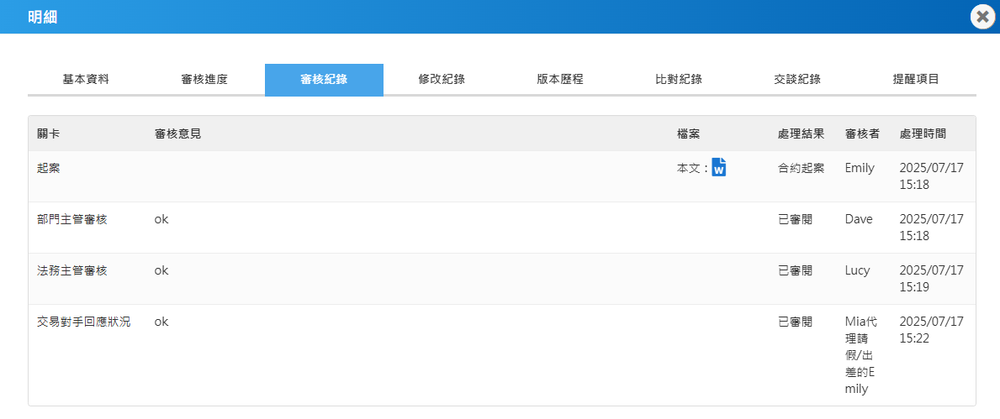 明細
基本資料 審核進度 審核紀錄 修改紀錄 版本歷程 比對紀錄 交談紀錄 提醒項目
關卡 審核意見 檔案 處理結果 審核者 處理時間
起案 本文： W 合約起案 Emily 2025/07/17
15:18
部門主管審核 ok 已審閱 Dave 2025/07/17
15:18
法務主管審核 ok 已審閱 Lucy 2025/07/17
15:19
交易對手回應狀況 ok 已審閱 Mia代 2025/07/17
理請 15:22
假/出
差的E
mily